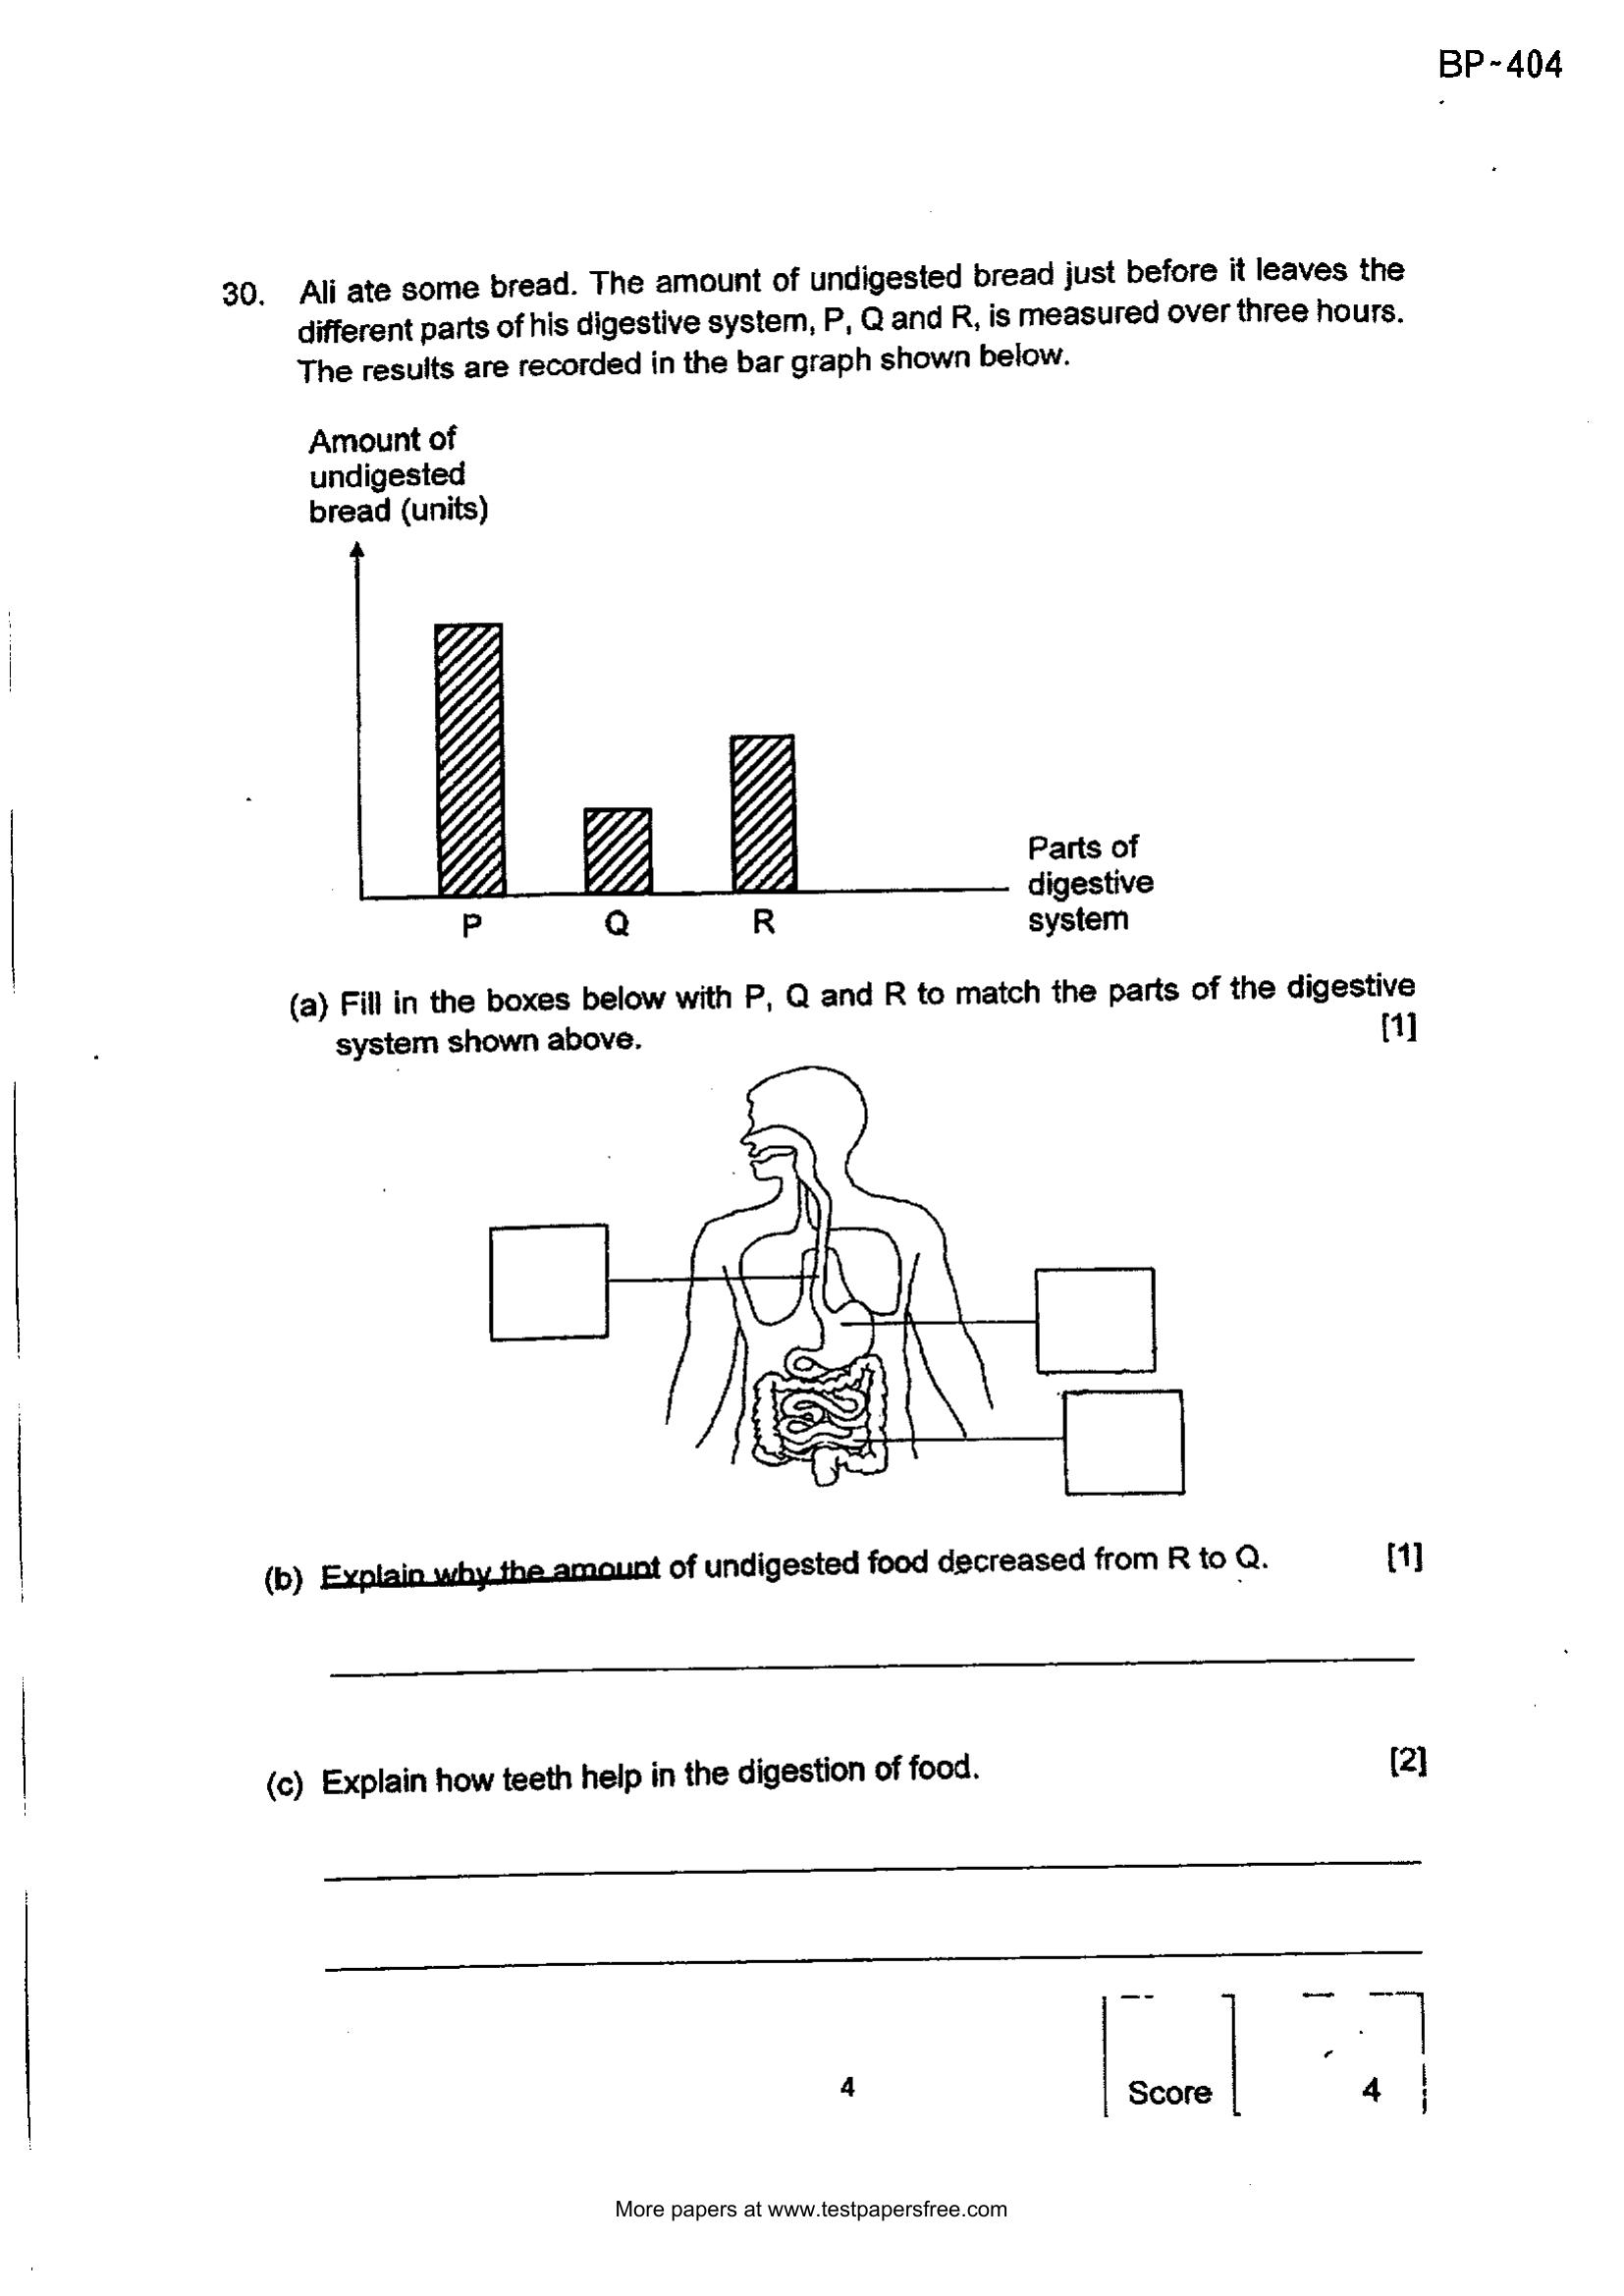 BP-404
30. Ali ate some bread. The amount of undigested bread just before it leaves the
different parts of his digestive system, P, Q and R, is measured over three hours.
The results are recorded in the bar graph shown below.
Amount of
undigested
bread (units)
Parts of
digestive
system
P Q R
(a) Fill in the boxes below with P, Q and R to match the parts of the digestive
system shown above. [1]
(b) Explain why the amount of undigested food decreased from R to Q. [1]
(c) Explain how teeth help in the digestion of food. [2]
Score 4
4
More papers at www.testpapersfree.com